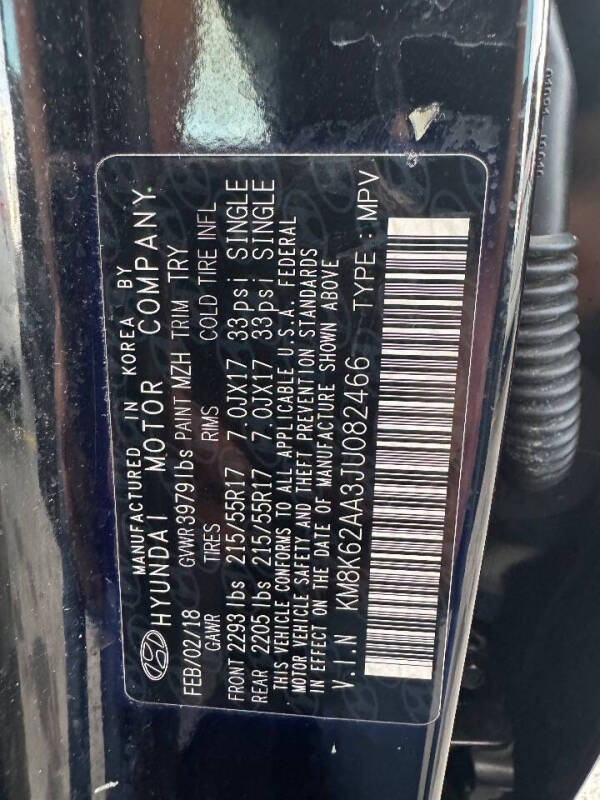 MANUFACTURED IN KOREA BY
HYUNDAI MOTOR COMPANY
FEB/02/18 GVWR 3979 lbs PAINT MZH TRIM TRY
GAWR TIRES RIMS COLD TIRE INFL
FRONT 2293 lbs 215/55R17 7.0JX17 33psi SINGLE
REAR 2205 lbs 215/55R17 7.0JX17 33psi SINGLE
THIS VEHICLE CONFORMS TO ALL APPLICABLE U.S.A. FEDERAL
MOTOR VEHICLE SAFETY AND THEFT PREVENTION STANDARDS
IN EFFECT ON THE DATE OF MANUFACTURE SHOWN ABOVE
V.I.N KM8K62AA3JU082466 TYPE : MPV